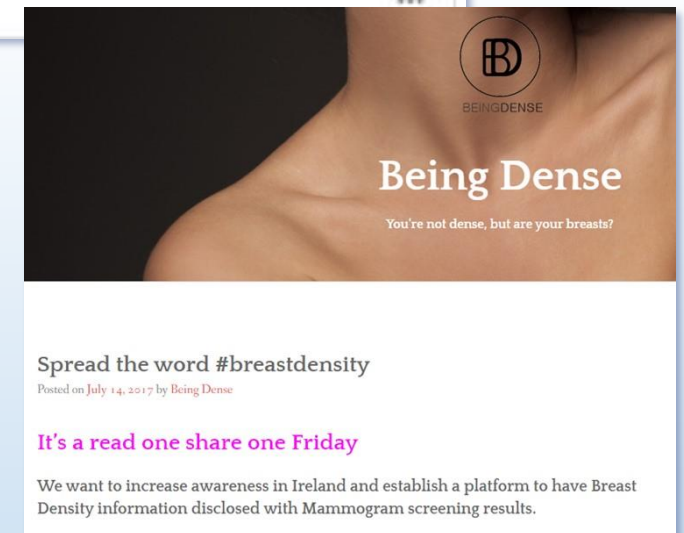 BD
BEINGDENSE
Being Dense
You're not dense, but are your breasts?
Spread the word #breastdensity
Posted on July 14, 2017 by Being Dense
It's a read one share one Friday
We want to increase awareness in Ireland and establish a platform to have Breast
Density information disclosed with Mammogram screening results.